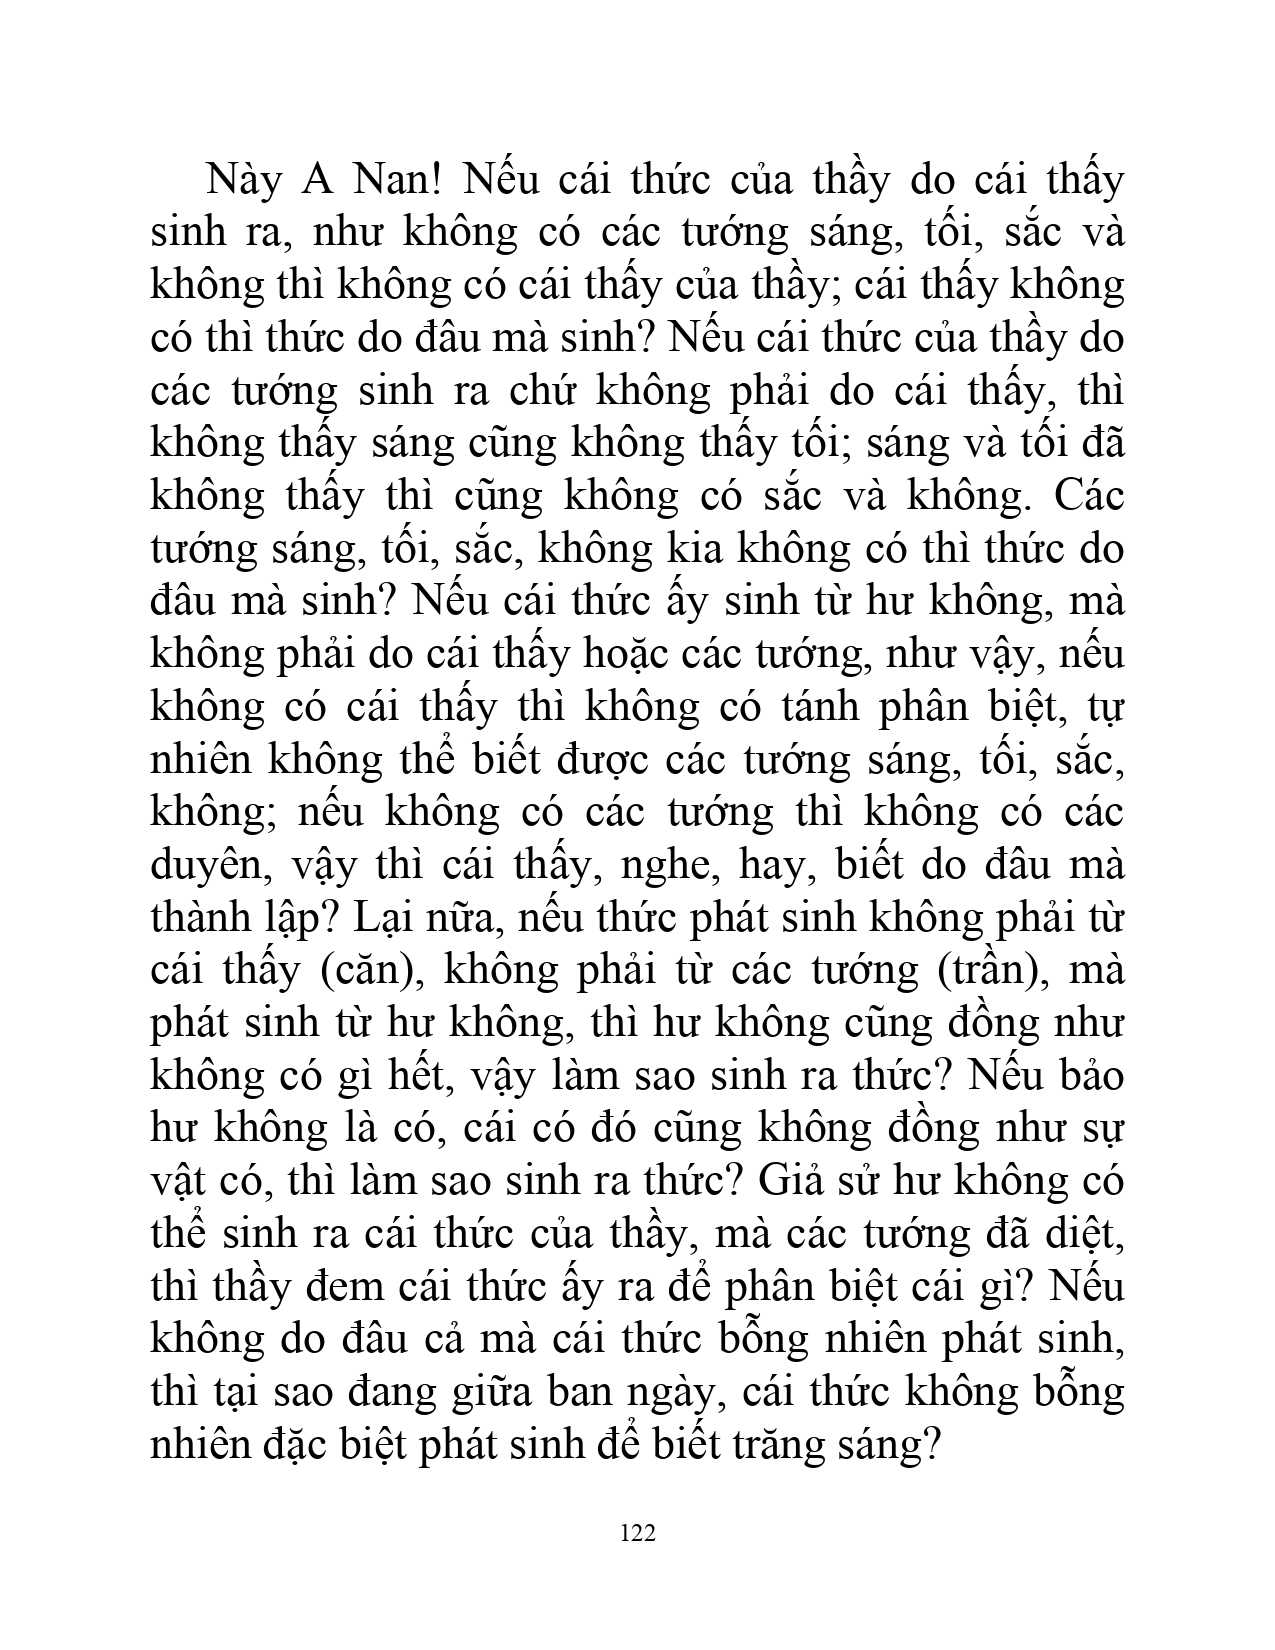 Này A Nan! Nếu cái thức của thầy do cái thấy
sinh ra, như không có các tướng sáng, tối, sắc và
không thì không có cái thấy của thầy; cái thấy không
có thì thức do đâu mà sinh? Nếu cái thức của thầy do
các tướng sinh ra chứ không phải do cái thấy, thì
không thấy sáng cũng không thấy tối; sáng và tối đã
không thấy thì cũng không có sắc và không. Các
tướng sáng, tối, sắc, không kia không có thì thức do
đâu mà sinh? Nếu cái thức ấy sinh từ hư không, mà
không phải do cái thấy hoặc các tướng, như vậy, nếu
không có cái thấy thì không có tánh phân biệt, tự
nhiên không thể biết được các tướng sáng, tối, sắc,
không; nếu không có các tướng thì không có các
duyên, vậy thì cái thấy, nghe, hay, biết do đâu mà
thành lập? Lại nữa, nếu thức phát sinh không phải từ
cái thấy (căn), không phải từ các tướng (trần), mà
phát sinh từ hư không, thì hư không cũng đồng như
không có gì hết, vậy làm sao sinh ra thức? Nếu bảo
hư không là có, cái có đó cũng không đồng như sự
vật có, thì làm sao sinh ra thức? Giả sử hư không có
thể sinh ra cái thức của thầy, mà các tướng đã diệt,
thì thầy đem cái thức ấy ra để phân biệt cái gì? Nếu
không do đâu cả mà cái thức bỗng nhiên phát sinh,
thì tại sao đang giữa ban ngày, cái thức không bỗng
nhiên đặc biệt phát sinh để biết trăng sáng?
122